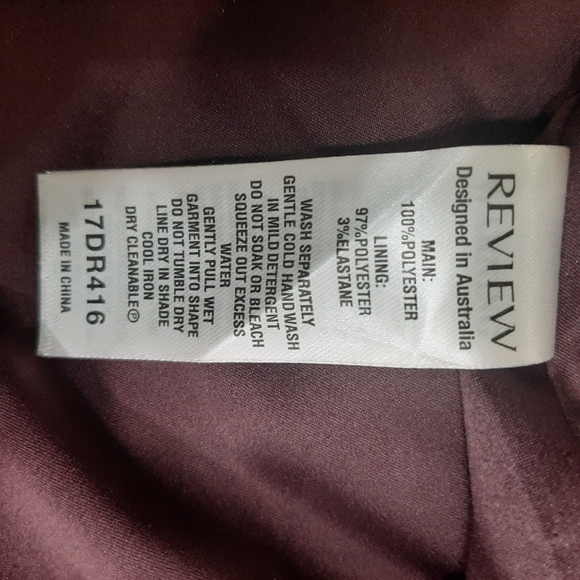 REVIEW
Designed in Australia
MAIN:
100%POLYESTER
LINING:
97%POLYESTER
3%ELASTANE
WASH SEPARATELY
GENTLE COLD HAND WASH
IN MILD DETERGENT
DO NOT SOAK OR BLEACH
SQUEEZE OUT EXCESS
WATER
GENTLY PULL WET
GARMENT INTO SHAPE
DO NOT TUMBLE DRY
LINE DRY IN SHADE
COOL IRON
DRY CLEANABLEⓅ
17DR416
MADE IN CHINA